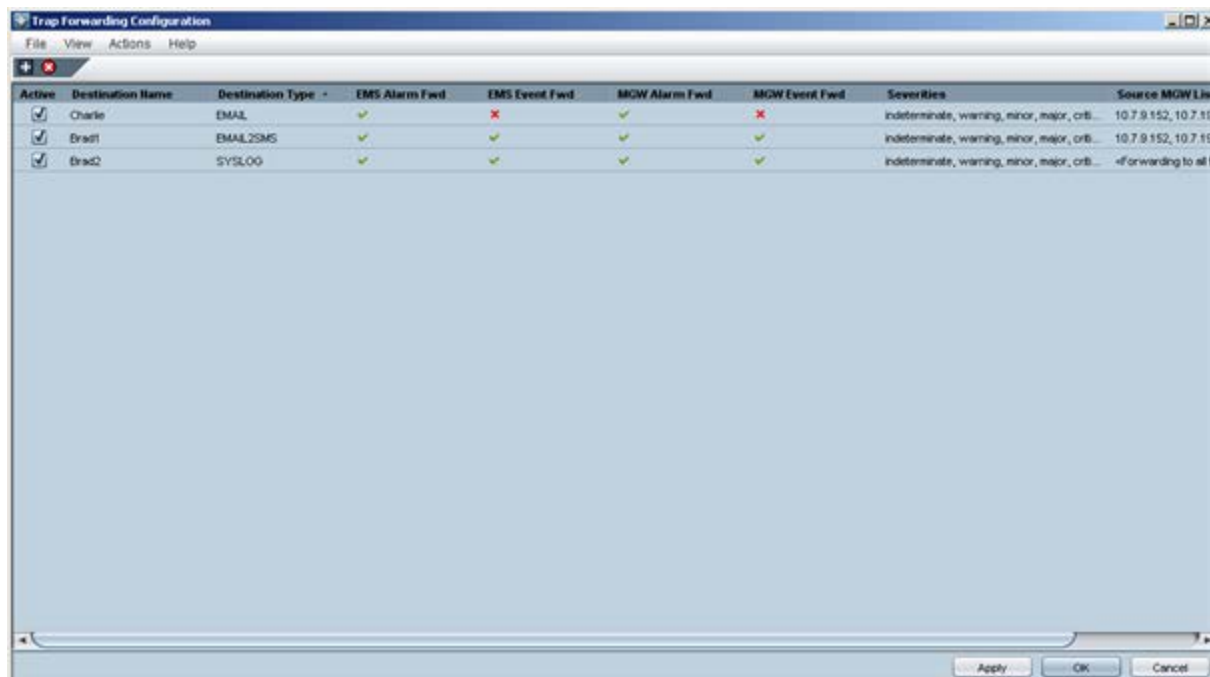 Trap Forwarding Configuration
File View Actions Help
Active Destination Name Destination Type EMS Alarm Fwd EMS Event Fwd MGW Alarm Fwd MGW Event Fwd Severities Source MGW Lis
Charlie EMAIL indeterminate, warning, minor, major, criti... 10.7.9.152, 10.7.19
Brad1 EMAIL2SMS indeterminate, warning, minor, major, criti... 10.7.9.152, 10.7.19
Brad2 SYSLOG indeterminate, warning, minor, major, criti... <Forwarding to all
Apply OK Cancel